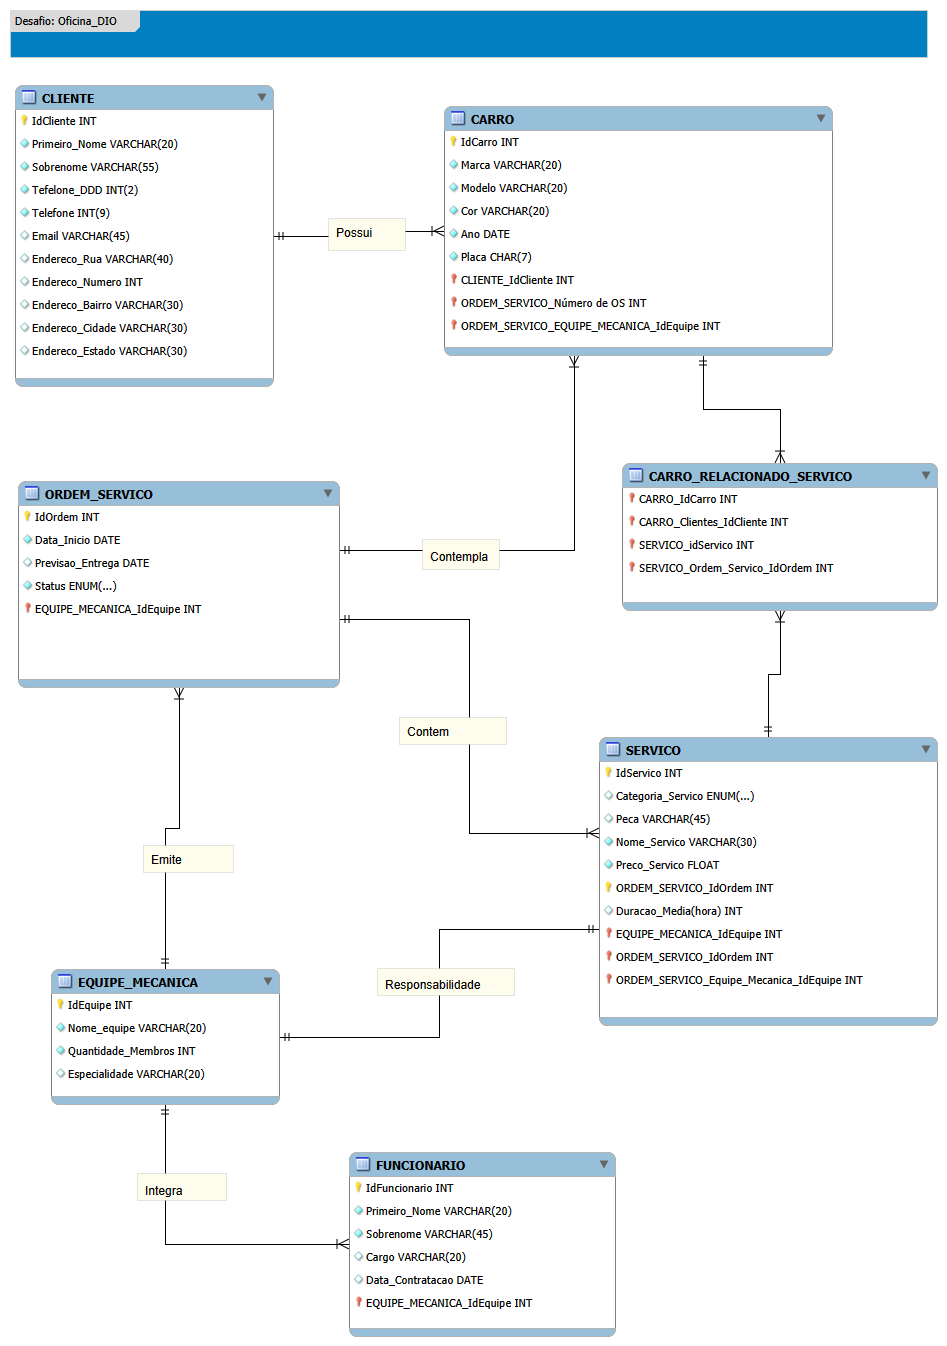 Desafio: Oficina_DIO
CLIENTE
IdCliente INT
Primeiro_Nome VARCHAR(20)
Sobrenome VARCHAR(55)
Tefelone_DDD INT(2)
Telefone INT(9)
Email VARCHAR(45)
Endereco_Rua VARCHAR(40)
Endereco_Numero INT
Endereco_Bairro VARCHAR(30)
Endereco_Cidade VARCHAR(30)
Endereco_Estado VARCHAR(30)
Possui
CARRO
IdCarro INT
Marca VARCHAR(20)
Modelo VARCHAR(20)
Cor VARCHAR(20)
Ano DATE
Placa CHAR(7)
CLIENTE_IdCliente INT
ORDEM_SERVICO_Número de OS INT
ORDEM_SERVICO_EQUIPE_MECANICA_IdEquipe INT
ORDEM_SERVICO
IdOrdem INT
Data_Inicio DATE
Previsao_Entrega DATE
Status ENUM(...)
EQUIPE_MECANICA_IdEquipe INT
Contempla
CARRO_RELACIONADO_SERVICO
CARRO_IdCarro INT
CARRO_Clientes_IdCliente INT
SERVICO_idServico INT
SERVICO_Ordem_Servico_IdOrdem INT
Contem
SERVICO
IdServico INT
Categoria_Servico ENUM(...)
Peca VARCHAR(45)
Nome_Servico VARCHAR(30)
Preco_Servico FLOAT
ORDEM_SERVICO_IdOrdem INT
Duracao_Media(hora) INT
EQUIPE_MECANICA_IdEquipe INT
ORDEM_SERVICO_IdOrdem INT
ORDEM_SERVICO_Equipe_Mecanica_IdEquipe INT
Emite
EQUIPE_MECANICA
IdEquipe INT
Nome_equipe VARCHAR(20)
Quantidade_Membros INT
Especialidade VARCHAR(20)
Responsabilidade
Integra
FUNCIONARIO
IdFuncionario INT
Primeiro_Nome VARCHAR(20)
Sobrenome VARCHAR(45)
Cargo VARCHAR(20)
Data_Contratacao DATE
EQUIPE_MECANICA_IdEquipe INT